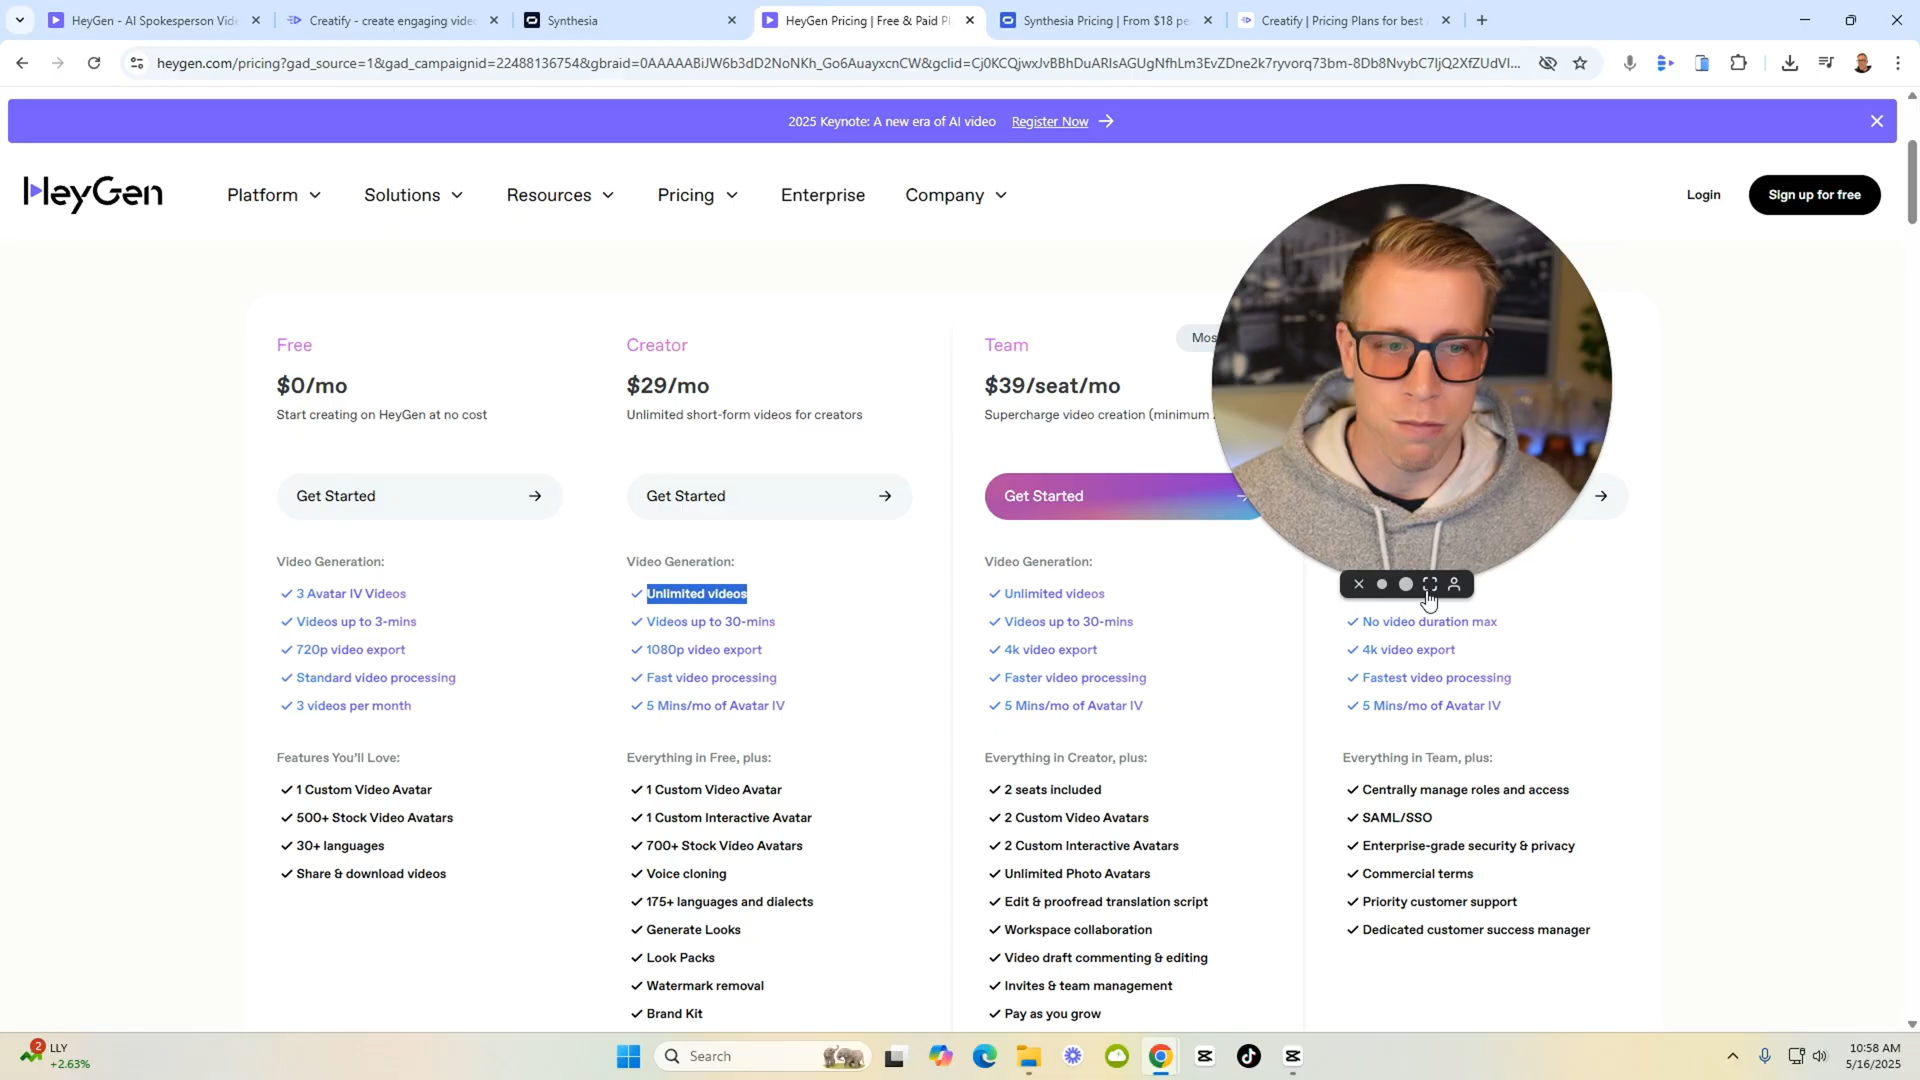 HeyGen - AI Spokesperson Vide
Creatify - create engaging video
Synthesia
HeyGen Pricing | Free & Paid Pl
Synthesia Pricing | From $18 pe
Creatify | Pricing Plans for best
heygen.com/pricing?gad_source=1&gad_campaignid=22488136754&gbraid=0AAAAABiJW6b3dD2NoNKh_Go6AuayxcnCW&gclid=Cj0KCQjwxJvBBhDuARIsAGUgNfhLm3EvZDne2k7ryvorq73bm-8Db8NvybC7IjQ2XfZUdVI...
2025 Keynote: A new era of AI video Register Now
HeyGen
Platform
Solutions
Resources
Pricing
Enterprise
Company
Login
Sign up for free
Free
$0/mo
Start creating on HeyGen at no cost
Get Started
Video Generation:
3 Avatar IV Videos
Videos up to 3-mins
720p video export
Standard video processing
3 videos per month
Features You'll Love:
1 Custom Video Avatar
500+ Stock Video Avatars
30+ languages
Share & download videos
Creator
$29/mo
Unlimited short-form videos for creators
Get Started
Video Generation:
Unlimited videos
Videos up to 30-mins
1080p video export
Fast video processing
5 Mins/mo of Avatar IV
Everything in Free, plus:
1 Custom Video Avatar
1 Custom Interactive Avatar
700+ Stock Video Avatars
Voice cloning
175+ languages and dialects
Generate Looks
Look Packs
Watermark removal
Brand Kit
Team
Mos
$39/seat/mo
Supercharge video creation (minimum
Get Started
Video Generation:
Unlimited videos
Videos up to 30-mins
4k video export
Faster video processing
5 Mins/mo of Avatar IV
Everything in Creator, plus:
2 seats included
2 Custom Video Avatars
2 Custom Interactive Avatars
Unlimited Photo Avatars
Edit & proofread translation script
Workspace collaboration
Video draft commenting & editing
Invites & team management
Pay as you grow
No video duration max
4k video export
Fastest video processing
5 Mins/mo of Avatar IV
Everything in Team, plus:
Centrally manage roles and access
SAML/SSO
Enterprise-grade security & privacy
Commercial terms
Priority customer support
Dedicated customer success manager
2
LLY
+2.63%
Search
10:58 AM
5/16/2025